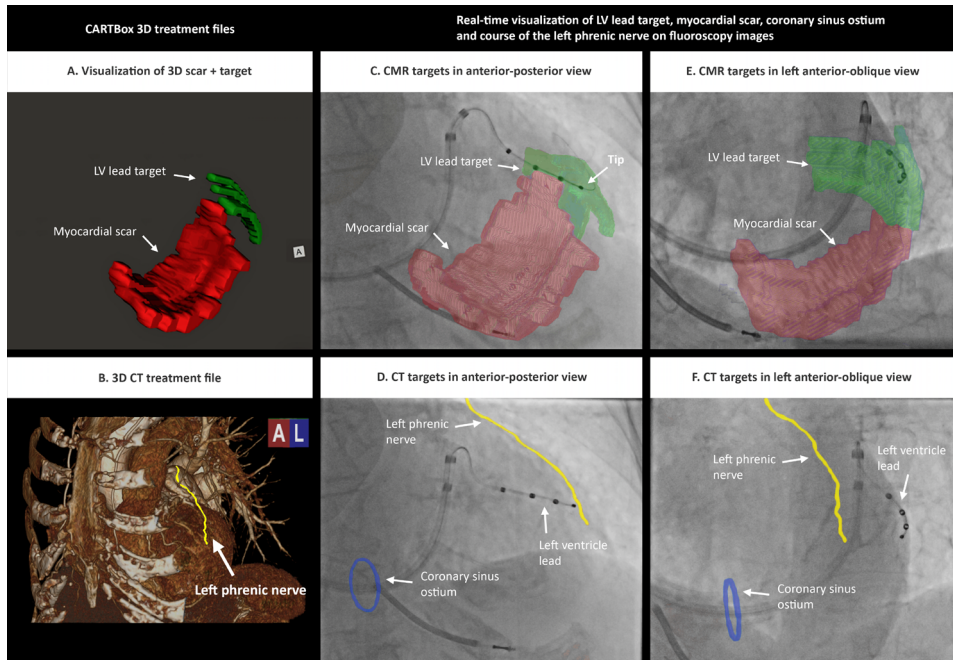 CARTBox 3D treatment files
Real-time visualization of LV lead target, myocardial scar, coronary sinus ostium
and course of the left phrenic nerve on fluoroscopy images
A. Visualization of 3D scar + target
LV lead target
Myocardial scar
A
C. CMR targets in anterior-posterior view
LV lead target
Tip
Myocardial scar
E. CMR targets in left anterior-oblique view
LV lead target
Myocardial scar
B. 3D CT treatment file
A L
Left phrenic nerve
D. CT targets in anterior-posterior view
Left phrenic
nerve
Left ventricle
lead
Coronary sinus
ostium
F. CT targets in left anterior-oblique view
Left phrenic
nerve
Left ventricle
lead
Coronary sinus
ostium